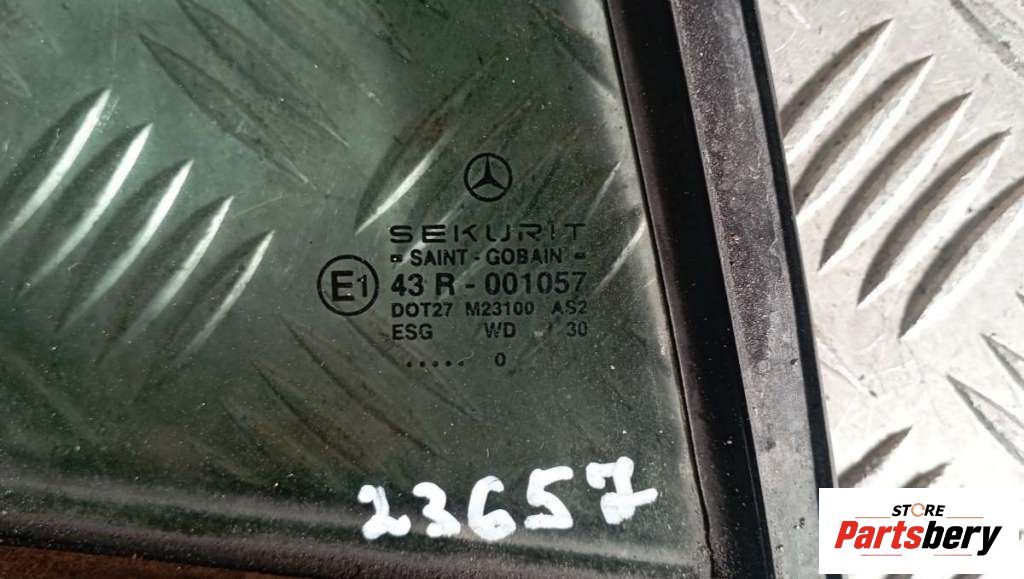 SEKURIT
= SAINT - GOBAIN =
E1
43 R - 001057
DOT27 M23100 AS2
ESG WD 30
..... 0
23657
STORE
Partsbery